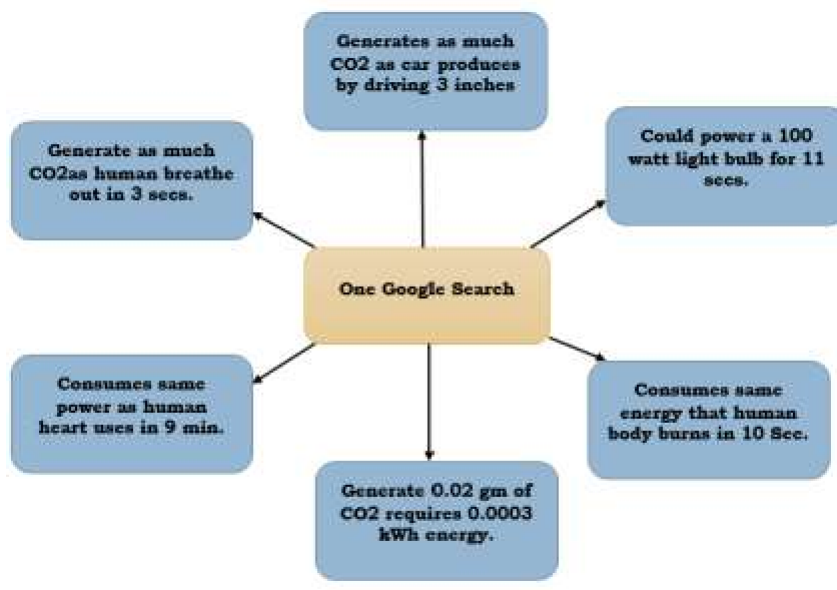 Generates as much
CO2 as car produces
by driving 3 inches
Generate as much
CO2as human breathe
out in 3 secs.
Could power a 100
watt light bulb for 11
secs.
One Google Search
Consumes same
power as human
heart uses in 9 min.
Consumes same
energy that human
body burns in 10 Sec.
Generate 0.02 gm of
CO2 requires 0.0003
kWh energy.